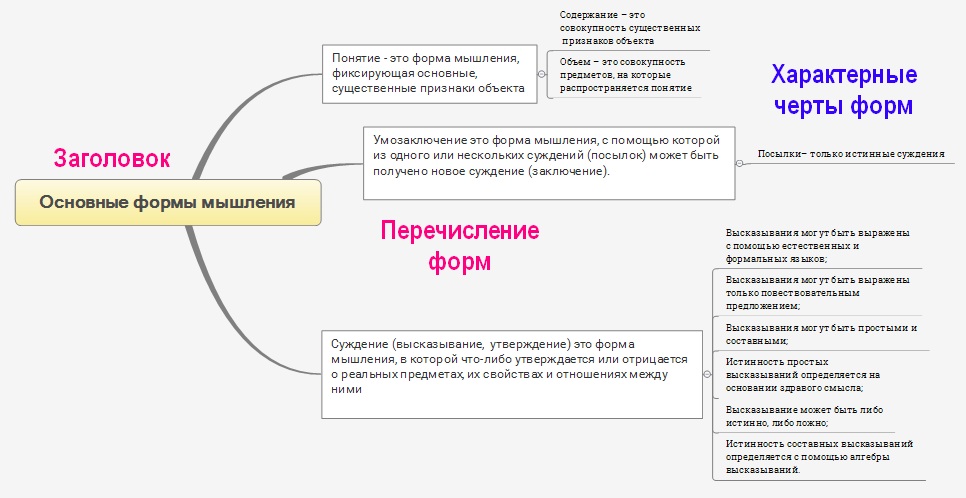 Содержание – это
совокупность существенных
признаков объекта
Понятие - это форма мышления,
фиксирующая основные,
существенные признаки объекта
Объем – это совокупность
предметов, на которые
распространяется понятие
Характерные
черты форм
Умозаключение это форма мышления, с помощью которой
из одного или нескольких суждений (посылок) может быть
получено новое суждение (заключение).
Посылки– только истинные суждения
Заголовок
Основные формы мышления
Перечисление
форм
Высказывания могут быть выражены
с помощью естественных и
формальных языков;
Высказывания могут быть выражены
только повествовательным
предложением;
Высказывания могут быть простыми и
составными;
Суждение (высказывание, утверждение) это форма
мышления, в которой что-либо утверждается или отрицается
о реальных предметах, их свойствах и отношениях между
ними
Истинность простых
высказываний определяется на
основании здравого смысла;
Высказывание может быть либо
истинно, либо ложно;
Истинность составных высказываний
определяется с помощью алгебры
высказываний.